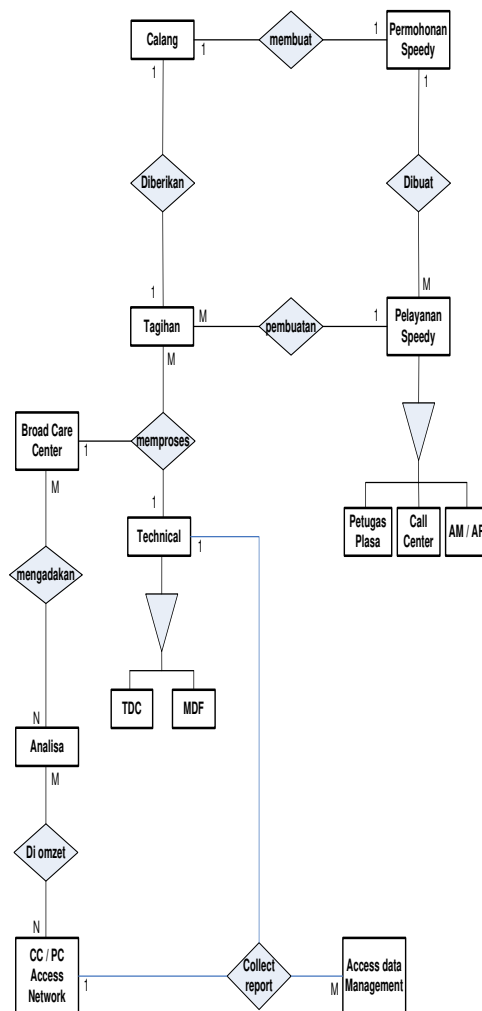 Calang
1
membuat
1
Permohonan
Speedy
1
1
Diberikan
Dibuat
1
M
Tagihan
M
pembuatan
1
Pelayanan
Speedy
M
Broad Care
Center
1
memproses
M
1
Petugas
Plasa
Call
Center
AM / AR
Technical
1
mengadakan
TDC
MDF
N
Analisa
M
Di omzet
N
CC / PC
Access
Network
1
Collect
report
M
Access data
Management